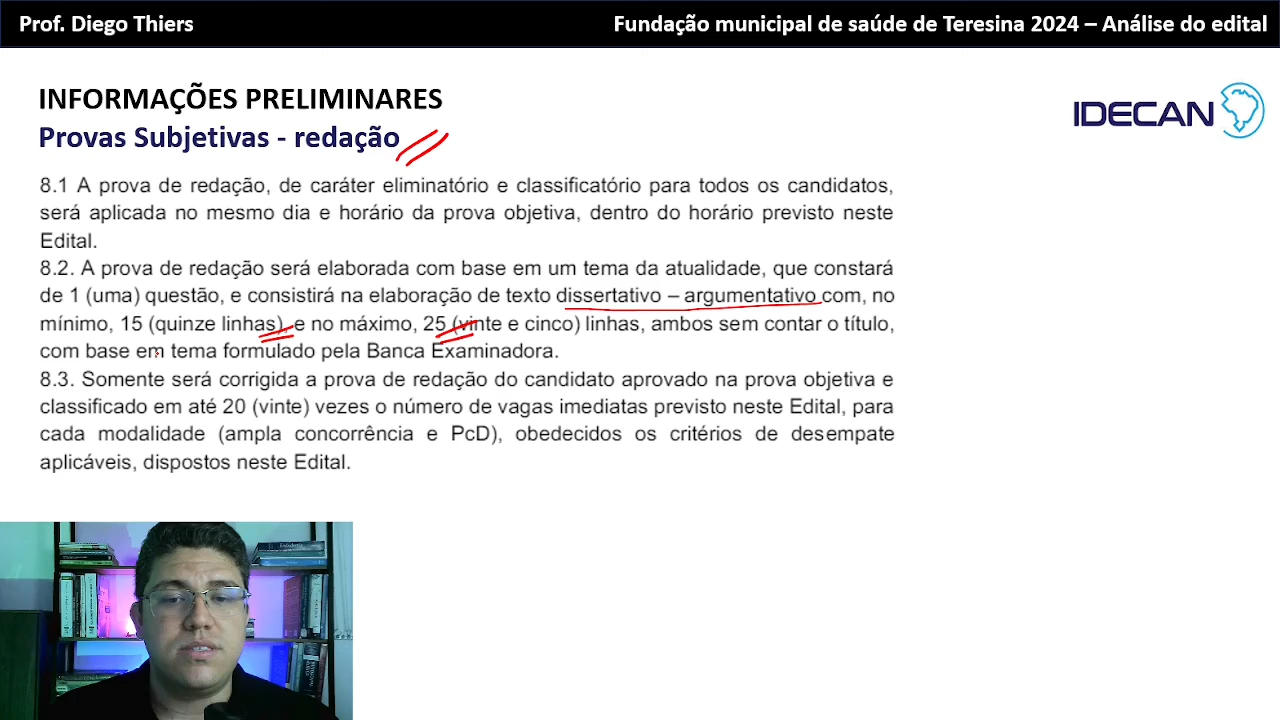 Prof. Diego Thiers
Fundação municipal de saúde de Teresina 2024 – Análise do edital
INFORMAÇÕES PRELIMINARES
Provas Subjetivas - redação
IDECAN
8.1 A prova de redação, de caráter eliminatório e classificatório para todos os candidatos,
será aplicada no mesmo dia e horário da prova objetiva, dentro do horário previsto neste
Edital.
8.2. A prova de redação será elaborada com base em um tema da atualidade, que constará
de 1 (uma) questão, e consistirá na elaboração de texto dissertativo – argumentativo com, no
mínimo, 15 (quinze linhas), e no máximo, 25 (vinte e cinco) linhas, ambos sem contar o título,
com base em tema formulado pela Banca Examinadora.
8.3. Somente será corrigida a prova de redação do candidato aprovado na prova objetiva e
classificado em até 20 (vinte) vezes o número de vagas imediatas previsto neste Edital, para
cada modalidade (ampla concorrência e PcD), obedecidos os critérios de desempate
aplicáveis, dispostos neste Edital.